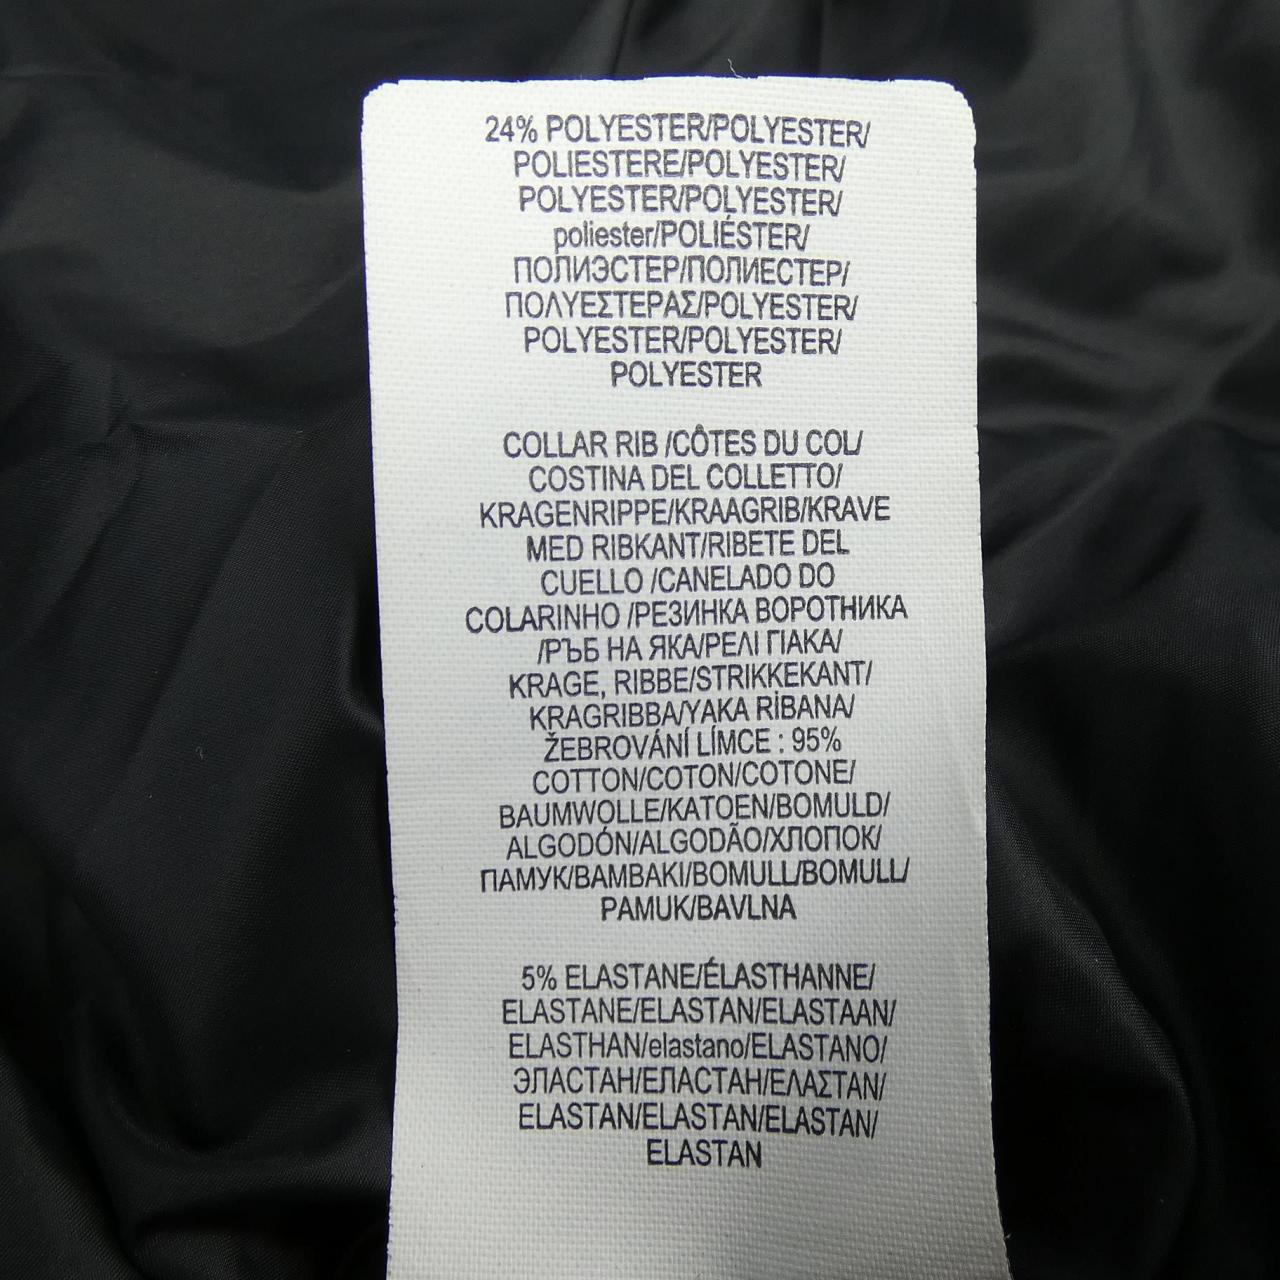 24% POLYESTER/POLYESTER/
POLIESTERE/POLYESTER/
POLYESTER/POLYESTER/
poliester/POLIÉSTER/
ПОЛИЭСТЕР/ПОЛИЕСТЕР/
ΠΟΛΥΕΣΤΕΡΑΣ/POLYESTER/
POLYESTER/POLYESTER/
POLYESTER
COLLAR RIB /CÔTES DU COL/
COSTINA DEL COLLETTO/
KRAGENRIPPE/KRAAGRIB/KRAVE
MED RIBKANT/RIBETE DEL
CUELLO /CANELADO DO
COLARINHO /РЕЗИНКА ВОРОТНИКА
/РЪБ НА ЯКА/ΡΕΛΙ ΓΙΑΚΑ/
KRAGE, RIBBE/STRIKKEKANT/
KRAGRIBBA/YAKA RİBANA/
ŽEBROVÁNÍ LÍMCE : 95%
COTTON/COTON/COTONE/
BAUMWOLLE/KATOEN/BOMULD/
ALGODÓN/ALGODÃO/ХЛОПОК/
ПАМУК/BAMBAKI/BOMULL/BOMULL/
PAMUK/BAVLNA
5% ELASTANE/ÉLASTHANNE/
ELASTANE/ELASTAN/ELASTAAN/
ELASTHAN/elastano/ELASTANO/
ЭЛАСТАН/ЕЛАСТАН/ΕΛΑΣΤΑΝ/
ELASTAN/ELASTAN/ELASTAN/
ELASTAN